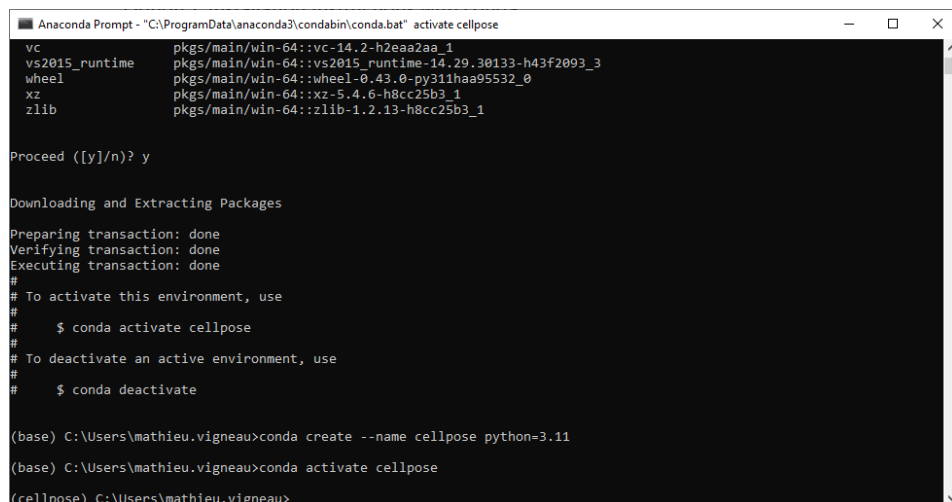 Anaconda Prompt - "C:\ProgramData\anaconda3\condabin\conda.bat" activate cellpose
vc pkgs/main/win-64::vc-14.2-h2eaa2aa_1
vs2015_runtime pkgs/main/win-64::vs2015_runtime-14.29.30133-h43f2093_3
wheel pkgs/main/win-64::wheel-0.43.0-py311haa95532_0
xz pkgs/main/win-64::xz-5.4.6-h8cc25b3_1
zlib pkgs/main/win-64::zlib-1.2.13-h8cc25b3_1
Proceed ([y]/n)? y
Downloading and Extracting Packages
Preparing transaction: done
Verifying transaction: done
Executing transaction: done
#
# To activate this environment, use
#
# $ conda activate cellpose
#
# To deactivate an active environment, use
#
# $ conda deactivate
(base) C:\Users\mathieu.vigneau>conda create --name cellpose python=3.11
(base) C:\Users\mathieu.vigneau>conda activate cellpose
(cellpose) C:\Users\mathieu.vigneau>